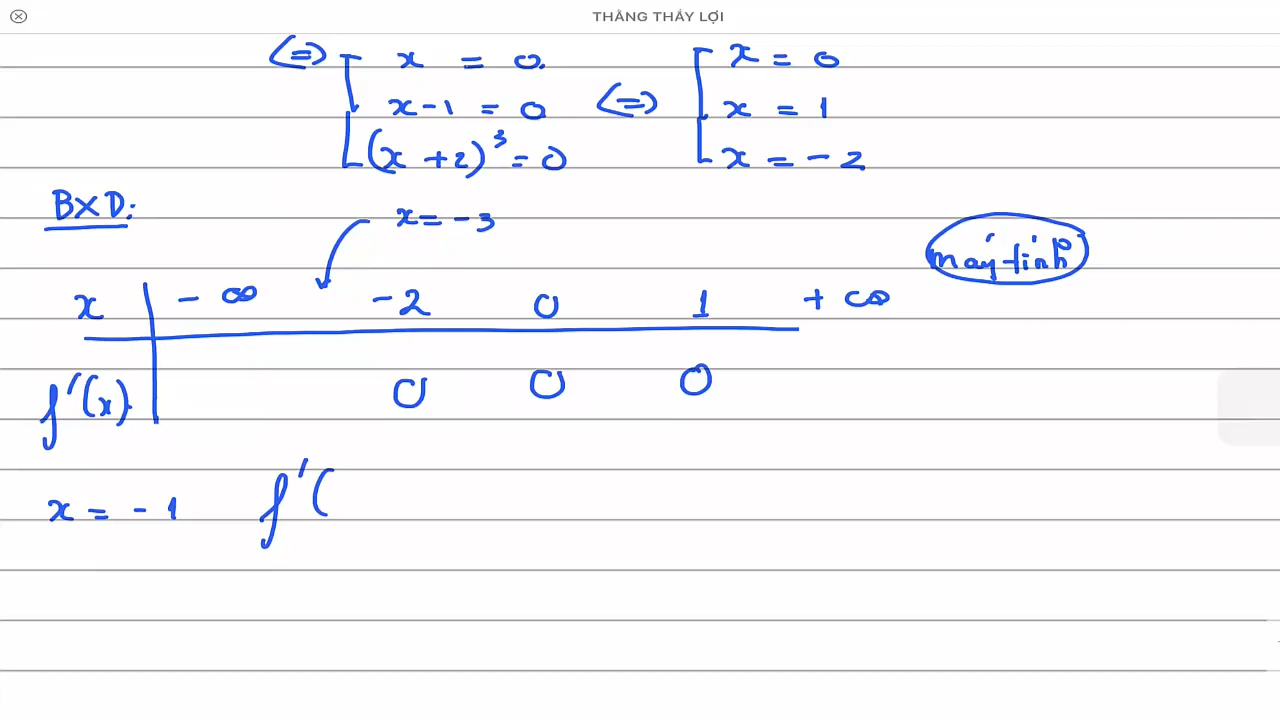 THẲNG THẦY LỢI
(=) x = 0. x = 0
x-1 = 0 (=) x = 1
(x +2)³ = 0 x = -2
BXD:
x = -3
máy tính
x -∞ -2 0 1 +∞
f'(x) 0 0 0
x = -1 f'(